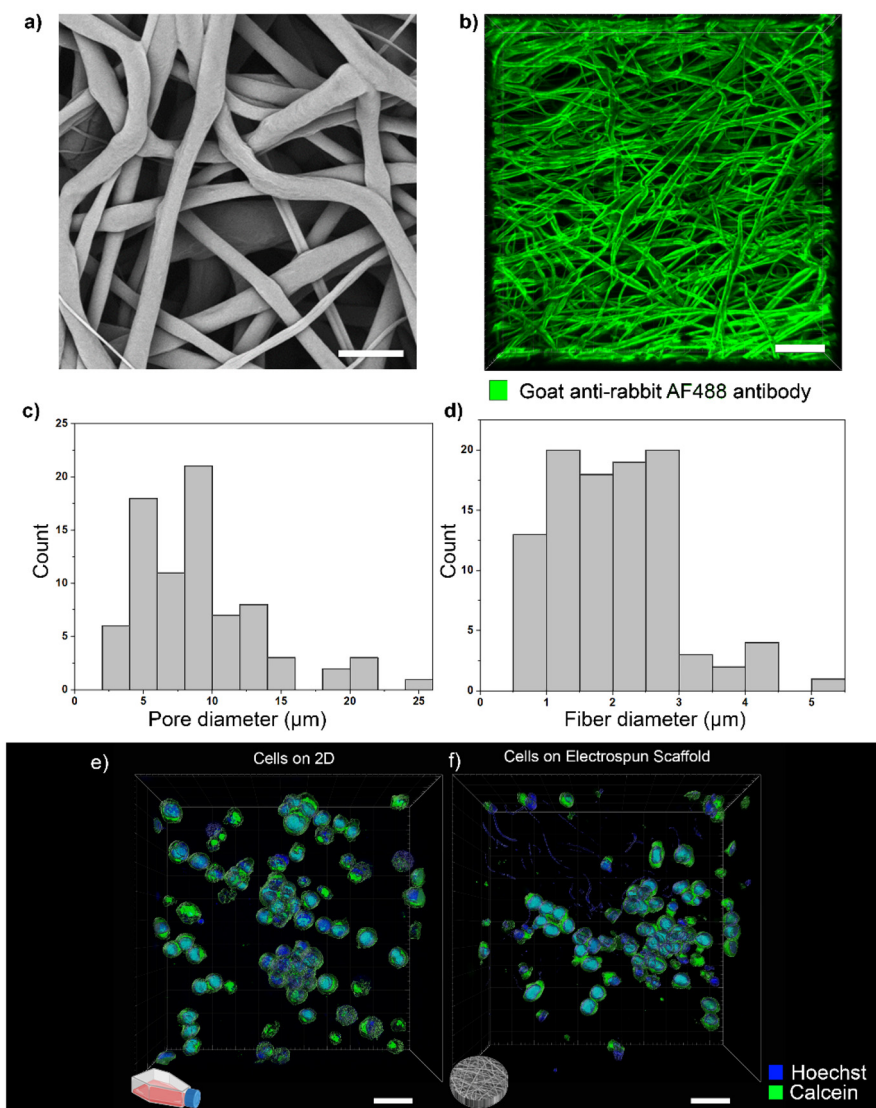 a)
b)
Goat anti-rabbit AF488 antibody
c)
25
20
15
10
5
0
Count
5
10
15
20
25
Pore diameter (µm)
d)
20
15
10
5
0
Count
0
1
2
3
4
5
Fiber diameter (µm)
e)
Cells on 2D
f)
Cells on Electrospun Scaffold
Hoechst
Calcein